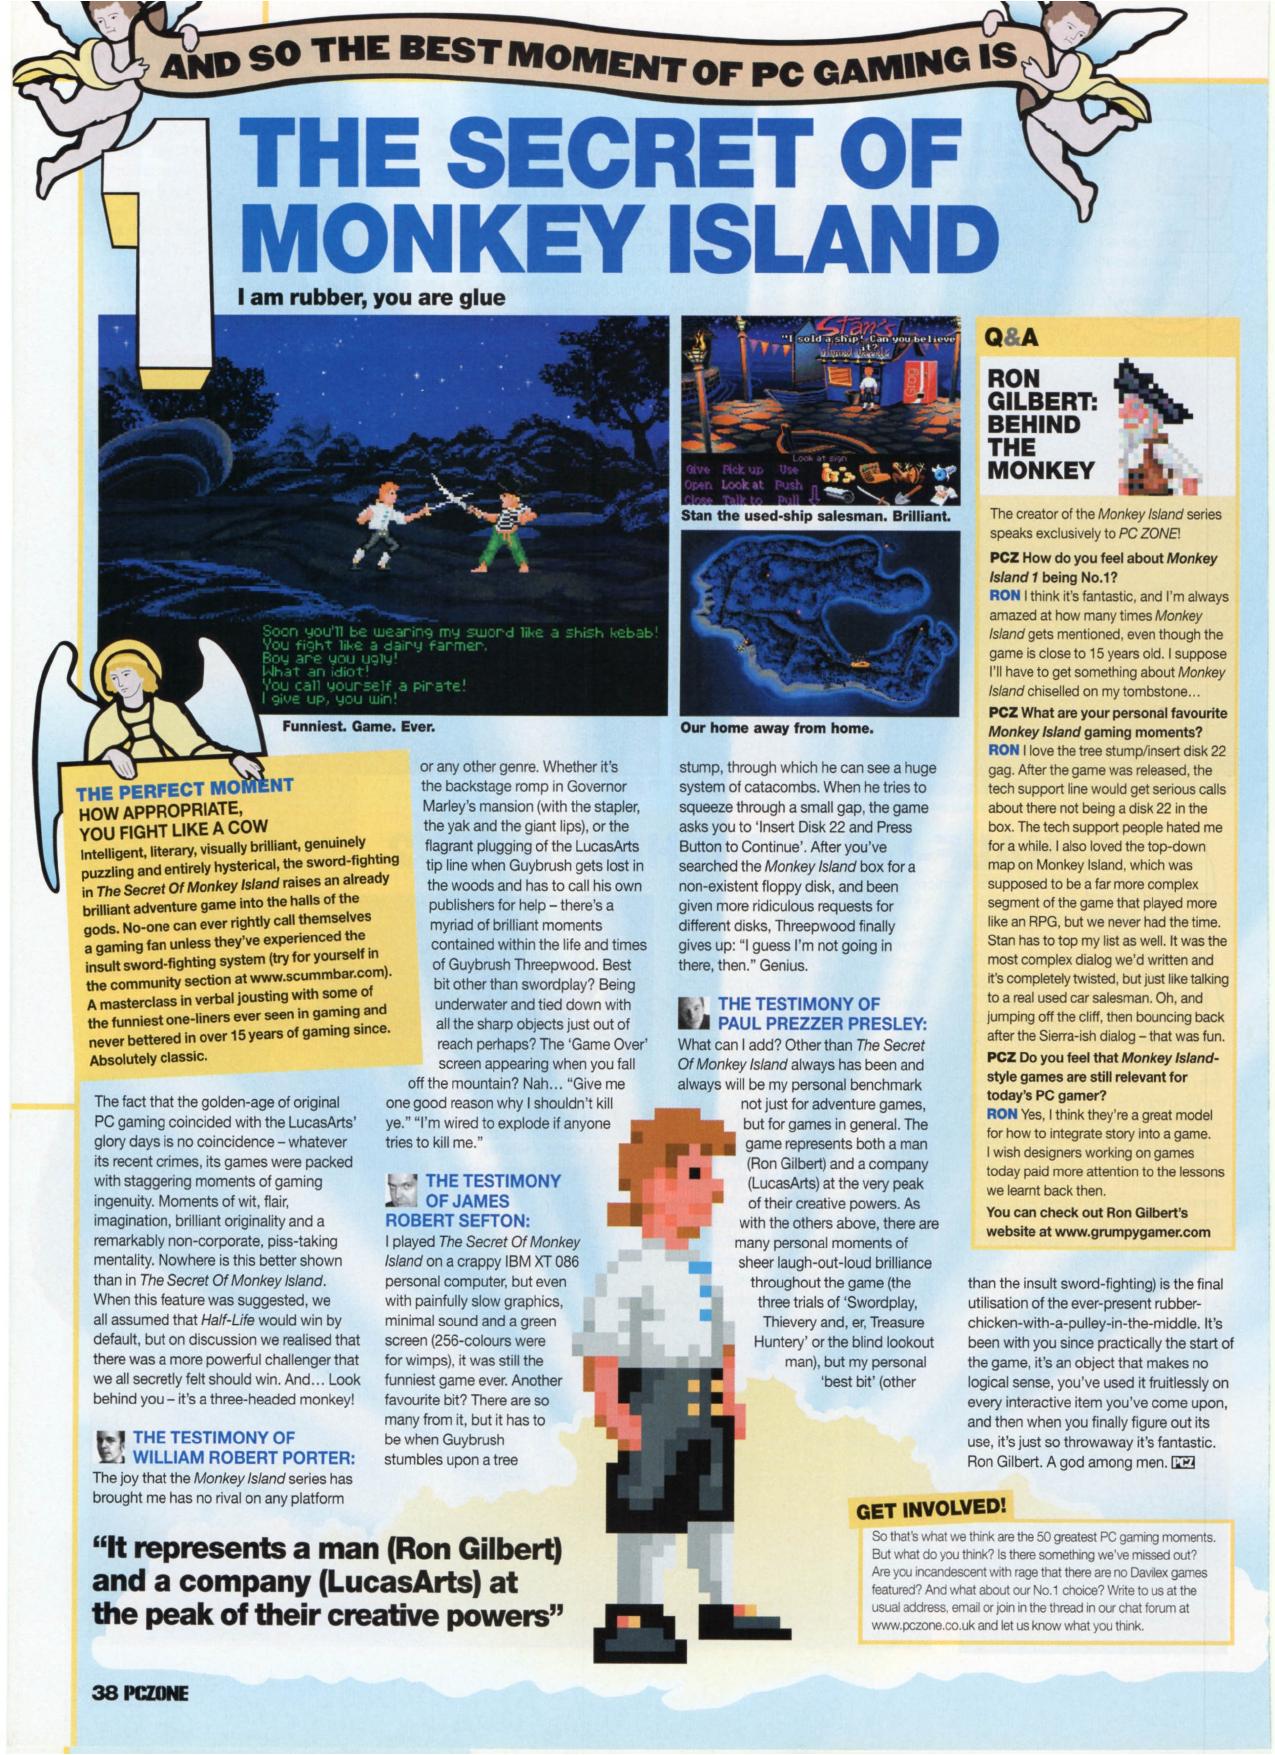 AND SO THE BEST MOMENT OF PC GAMING IS
1
THE SECRET OF
MONKEY ISLAND
I am rubber, you are glue
Soon you'll be wearing my sword like a shish kebab!
You fight like a dairy farmer.
Boy are you ugly!
What an idiot!
You call yourself a pirate!
I give up, you win!
Funniest. Game. Ever.
Stan's
"I sold a ship! Can you believe
it?
Grog
Look at sign
Give Pick up Use
Open Look at Push
Close Talk to Pull
Stan the used-ship salesman. Brilliant.
Our home away from home.
THE PERFECT MOMENT
HOW APPROPRIATE,
YOU FIGHT LIKE A COW
Intelligent, literary, visually brilliant, genuinely
puzzling and entirely hysterical, the sword-fighting
in The Secret Of Monkey Island raises an already
brilliant adventure game into the halls of the
gods. No-one can ever rightly call themselves
a gaming fan unless they've experienced the
insult sword-fighting system (try for yourself in
the community section at www.scummbar.com).
A masterclass in verbal jousting with some of
the funniest one-liners ever seen in gaming and
never bettered in over 15 years of gaming since.
Absolutely classic.
The fact that the golden-age of original
PC gaming coincided with the LucasArts'
glory days is no coincidence – whatever
its recent crimes, its games were packed
with staggering moments of gaming
ingenuity. Moments of wit, flair,
imagination, brilliant originality and a
remarkably non-corporate, piss-taking
mentality. Nowhere is this better shown
than in The Secret Of Monkey Island.
When this feature was suggested, we
all assumed that Half-Life would win by
default, but on discussion we realised that
there was a more powerful challenger that
we all secretly felt should win. And... Look
behind you – it's a three-headed monkey!
THE TESTIMONY OF
WILLIAM ROBERT PORTER:
The joy that the Monkey Island series has
brought me has no rival on any platform
or any other genre. Whether it's
the backstage romp in Governor
Marley's mansion (with the stapler,
the yak and the giant lips), or the
flagrant plugging of the LucasArts
tip line when Guybrush gets lost in
the woods and has to call his own
publishers for help – there's a
myriad of brilliant moments
contained within the life and times
of Guybrush Threepwood. Best
bit other than swordplay? Being
underwater and tied down with
all the sharp objects just out of
reach perhaps? The 'Game Over'
screen appearing when you fall
off the mountain? Nah... "Give me
one good reason why I shouldn't kill
ye." "I'm wired to explode if anyone
tries to kill me."
THE TESTIMONY
OF JAMES
ROBERT SEFTON:
I played The Secret Of Monkey
Island on a crappy IBM XT 086
personal computer, but even
with painfully slow graphics,
minimal sound and a green
screen (256-colours were
for wimps), it was still the
funniest game ever. Another
favourite bit? There are so
many from it, but it has to
be when Guybrush
stumbles upon a tree
stump, through which he can see a huge
system of catacombs. When he tries to
squeeze through a small gap, the game
asks you to 'Insert Disk 22 and Press
Button to Continue'. After you've
searched the Monkey Island box for a
non-existent floppy disk, and been
given more ridiculous requests for
different disks, Threepwood finally
gives up: "I guess I'm not going in
there, then." Genius.
THE TESTIMONY OF
PAUL PREZZER PRESLEY:
What can I add? Other than The Secret
Of Monkey Island always has been and
always will be my personal benchmark
not just for adventure games,
but for games in general. The
game represents both a man
(Ron Gilbert) and a company
(LucasArts) at the very peak
of their creative powers. As
with the others above, there are
many personal moments of
sheer laugh-out-loud brilliance
throughout the game (the
three trials of 'Swordplay,
Thievery and, er, Treasure
Huntery' or the blind lookout
man), but my personal
'best bit' (other
than the insult sword-fighting) is the final
utilisation of the ever-present rubber-
chicken-with-a-pulley-in-the-middle. It's
been with you since practically the start of
the game, it's an object that makes no
logical sense, you've used it fruitlessly on
every interactive item you've come upon,
and then when you finally figure out its
use, it's just so throwaway it's fantastic.
Ron Gilbert. A god among men. PCZ
Q&A
RON
GILBERT:
BEHIND
THE
MONKEY
The creator of the Monkey Island series
speaks exclusively to PC ZONE!
PCZ How do you feel about Monkey
Island 1 being No.1?
RON I think it's fantastic, and I'm always
amazed at how many times Monkey
Island gets mentioned, even though the
game is close to 15 years old. I suppose
I'll have to get something about Monkey
Island chiselled on my tombstone...
PCZ What are your personal favourite
Monkey Island gaming moments?
RON I love the tree stump/insert disk 22
gag. After the game was released, the
tech support line would get serious calls
about there not being a disk 22 in the
box. The tech support people hated me
for a while. I also loved the top-down
map on Monkey Island, which was
supposed to be a far more complex
segment of the game that played more
like an RPG, but we never had the time.
Stan has to top my list as well. It was the
most complex dialog we'd written and
it's completely twisted, but just like talking
to a real used car salesman. Oh, and
jumping off the cliff, then bouncing back
after the Sierra-ish dialog – that was fun.
PCZ Do you feel that Monkey Island-
style games are still relevant for
today's PC gamer?
RON Yes, I think they're a great model
for how to integrate story into a game.
I wish designers working on games
today paid more attention to the lessons
we learnt back then.
You can check out Ron Gilbert's
website at www.grumpygamer.com
"It represents a man (Ron Gilbert)
and a company (LucasArts) at
the peak of their creative powers"
GET INVOLVED!
So that's what we think are the 50 greatest PC gaming moments.
But what do you think? Is there something we've missed out?
Are you incandescent with rage that there are no Davilex games
featured? And what about our No.1 choice? Write to us at the
usual address, email or join in the thread in our chat forum at
www.pczone.co.uk and let us know what you think.
38 PCZONE